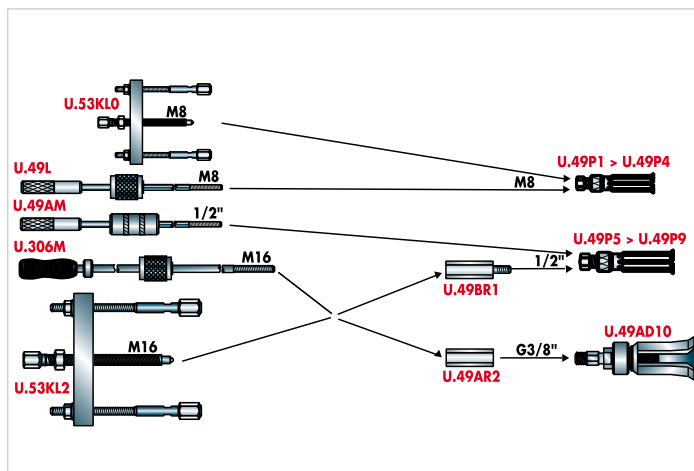 U.53KL0
M8
U.49L
M8
M8
U.49P1 > U.49P4
U.49AM
1/2"
U.49P5 > U.49P9
U.306M
M16
1/2"
U.49BR1
U.49AD10
M16
G3/8"
U.53KL2
U.49AR2